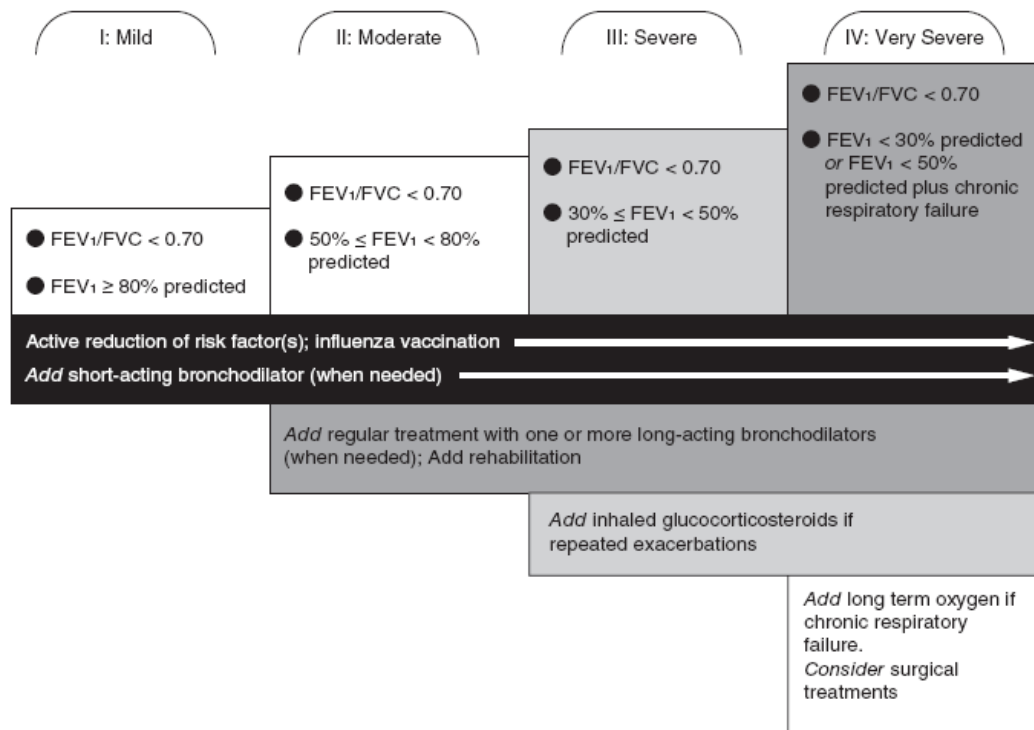 I: Mild
II: Moderate
III: Severe
IV: Very Severe
● FEV₁/FVC < 0.70
● FEV₁ ≥ 80% predicted
● FEV₁/FVC < 0.70
● 50% ≤ FEV₁ < 80%
predicted
● FEV₁/FVC < 0.70
● 30% ≤ FEV₁ < 50%
predicted
● FEV₁/FVC < 0.70
● FEV₁ < 30% predicted
or FEV₁ < 50%
predicted plus chronic
respiratory failure
Active reduction of risk factor(s); influenza vaccination
Add short-acting bronchodilator (when needed)
Add regular treatment with one or more long-acting bronchodilators
(when needed); Add rehabilitation
Add inhaled glucocorticosteroids if
repeated exacerbations
Add long term oxygen if
chronic respiratory
failure.
Consider surgical
treatments